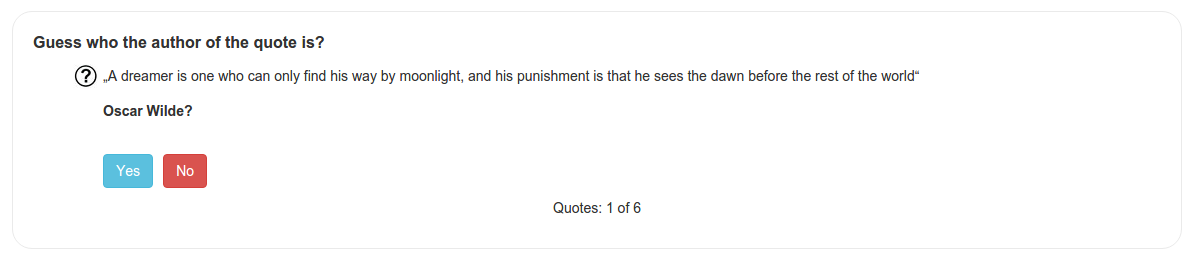 Guess who the author of the quote is?
? „A dreamer is one who can only find his way by moonlight, and his punishment is that he sees the dawn before the rest of the world“
Oscar Wilde?
Yes No
Quotes: 1 of 6